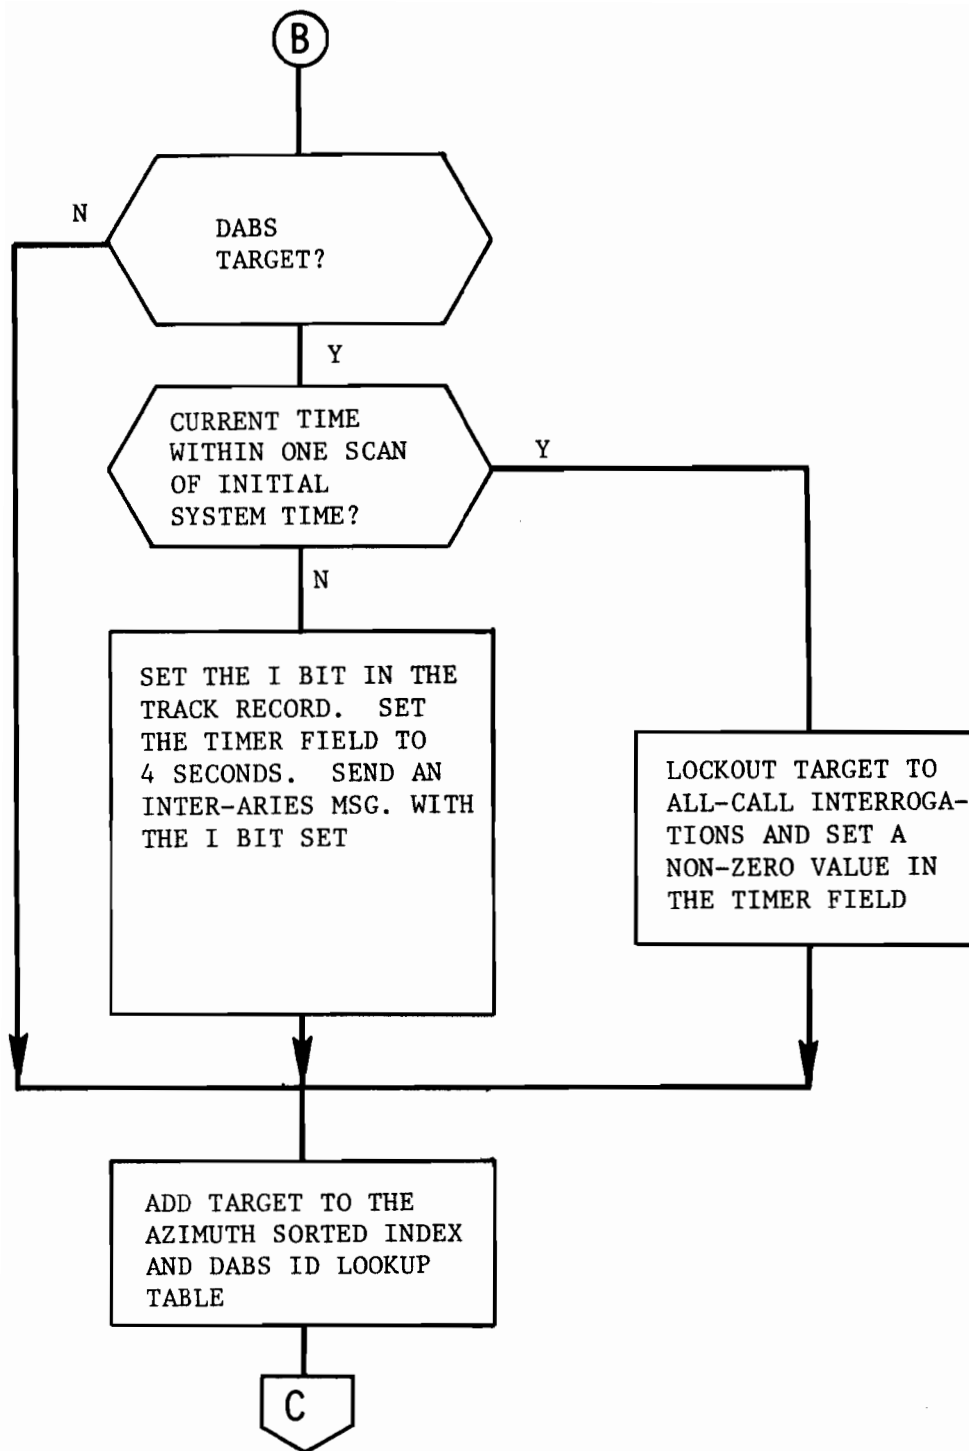 B
N
DABS
TARGET?
Y
CURRENT TIME
WITHIN ONE SCAN
OF INITIAL
SYSTEM TIME?
Y
N
SET THE I BIT IN THE
TRACK RECORD. SET
THE TIMER FIELD TO
4 SECONDS. SEND AN
INTER-ARIES MSG. WITH
THE I BIT SET
LOCKOUT TARGET TO
ALL-CALL INTERROGA-
TIONS AND SET A
NON-ZERO VALUE IN
THE TIMER FIELD
ADD TARGET TO THE
AZIMUTH SORTED INDEX
AND DABS ID LOOKUP
TABLE
C